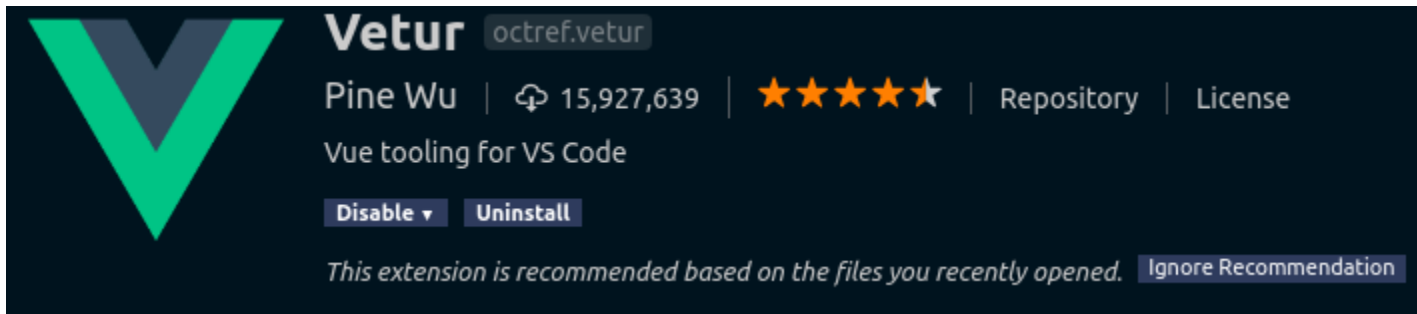 Vetur octref.vetur
Pine Wu | 15,927,639 | | Repository | License
Vue tooling for VS Code
Disable ▾ Uninstall
This extension is recommended based on the files you recently opened. Ignore Recommendation